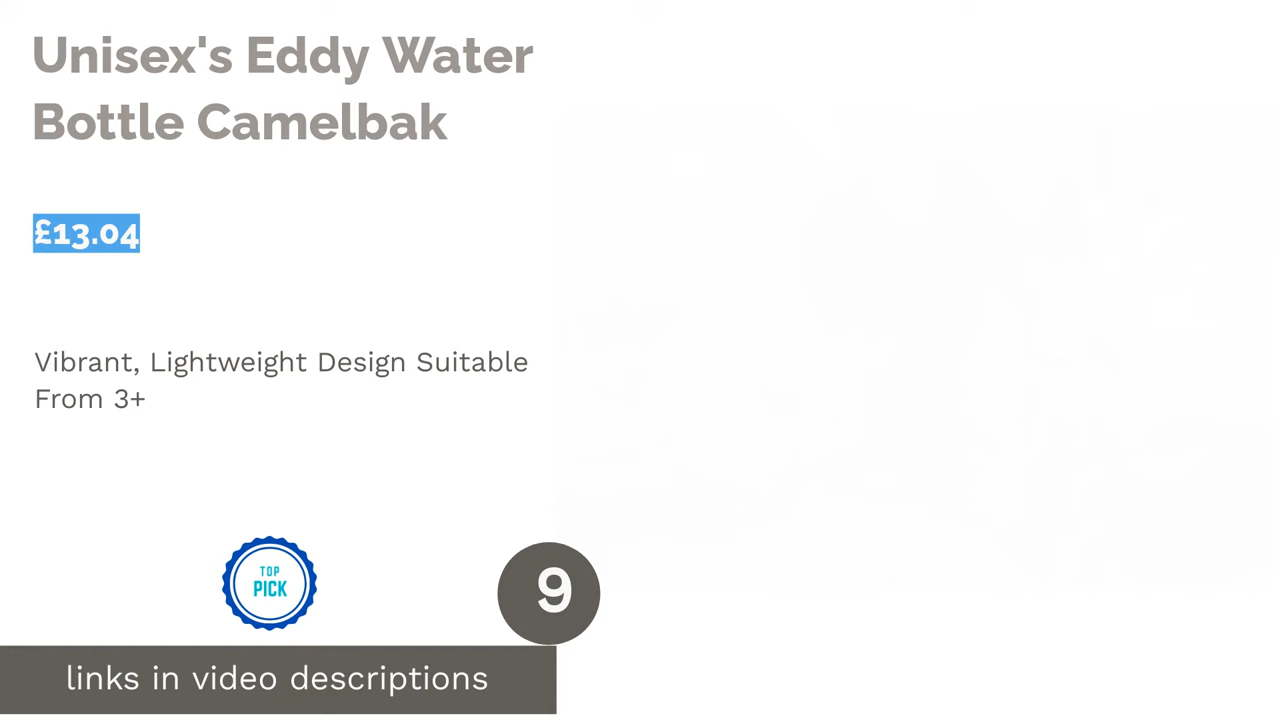 Unisex's Eddy Water
Bottle Camelbak
£13.04
Vibrant, Lightweight Design Suitable
From 3+
TOP
PICK
9
links in video descriptions